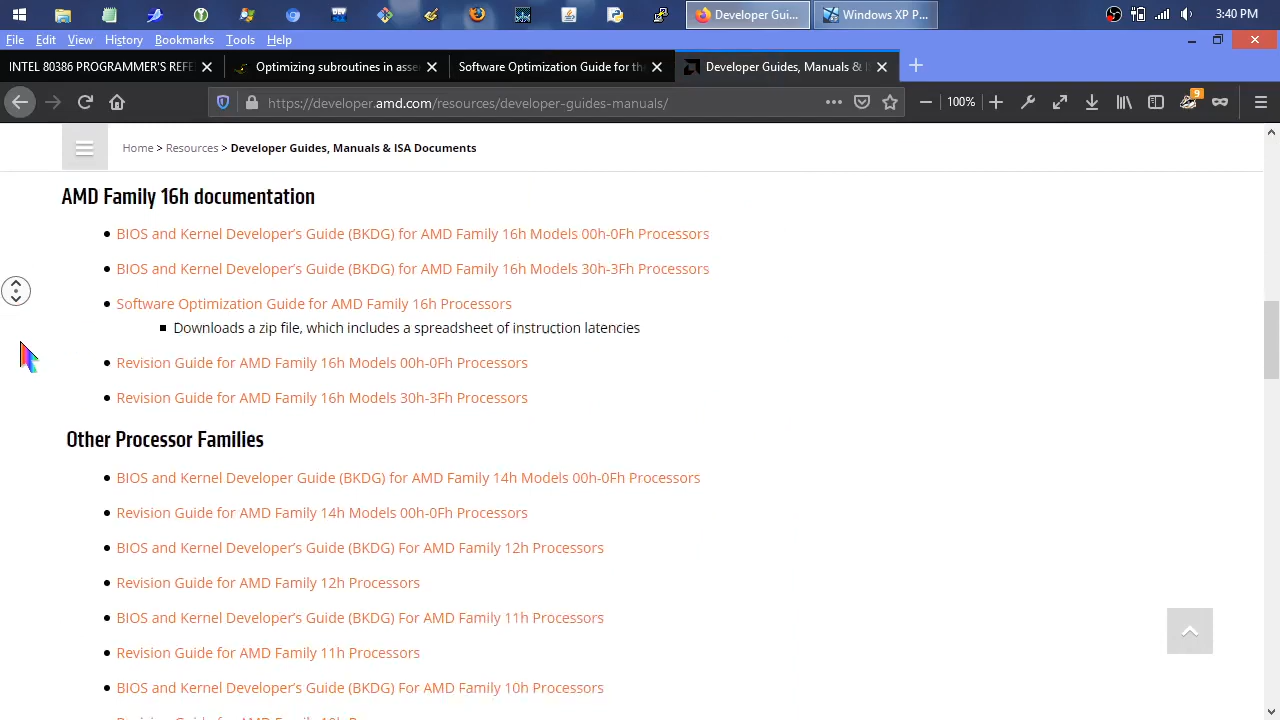 Developer Gui...
Windows XP P...
3:40 PM
File Edit View History Bookmarks Tools Help
INTEL 80386 PROGRAMMER'S REFE
Optimizing subroutines in asse
Software Optimization Guide for th
Developer Guides, Manuals & I
https://developer.amd.com/resources/developer-guides-manuals/
100%
9
Home > Resources > Developer Guides, Manuals & ISA Documents
AMD Family 16h documentation
BIOS and Kernel Developer's Guide (BKDG) for AMD Family 16h Models 00h-0Fh Processors
BIOS and Kernel Developer's Guide (BKDG) for AMD Family 16h Models 30h-3Fh Processors
Software Optimization Guide for AMD Family 16h Processors
Downloads a zip file, which includes a spreadsheet of instruction latencies
Revision Guide for AMD Family 16h Models 00h-0Fh Processors
Revision Guide for AMD Family 16h Models 30h-3Fh Processors
Other Processor Families
BIOS and Kernel Developer Guide (BKDG) for AMD Family 14h Models 00h-0Fh Processors
Revision Guide for AMD Family 14h Models 00h-0Fh Processors
BIOS and Kernel Developer's Guide (BKDG) For AMD Family 12h Processors
Revision Guide for AMD Family 12h Processors
BIOS and Kernel Developer's Guide (BKDG) For AMD Family 11h Processors
Revision Guide for AMD Family 11h Processors
BIOS and Kernel Developer's Guide (BKDG) For AMD Family 10h Processors